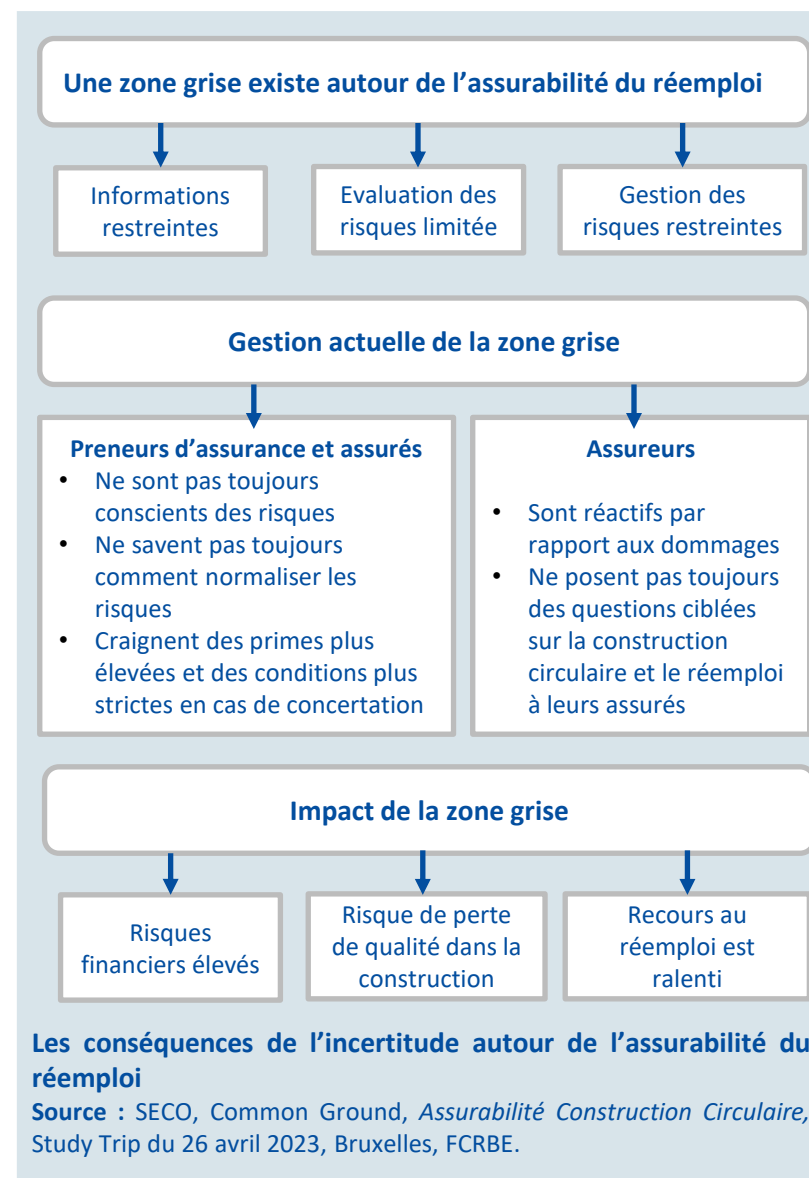 Une zone grise existe autour de l’assurabilité du réemploi
Informations
restreintes
Evaluation des
risques limitée
Gestion des
risques restreintes
Gestion actuelle de la zone grise
Preneurs d’assurance et assurés
• Ne sont pas toujours
conscients des risques
• Ne savent pas toujours
comment normaliser les
risques
• Craignent des primes plus
élevées et des conditions plus
strictes en cas de concertation
Assureurs
• Sont réactifs par
rapport aux dommages
• Ne posent pas toujours
des questions ciblées
sur la construction
circulaire et le réemploi
à leurs assurés
Impact de la zone grise
Risques
financiers élevés
Risque de perte
de qualité dans la
construction
Recours au
réemploi est
ralenti
Les conséquences de l’incertitude autour de l’assurabilité du
réemploi
Source : SECO, Common Ground, Assurabilité Construction Circulaire,
Study Trip du 26 avril 2023, Bruxelles, FCRBE.